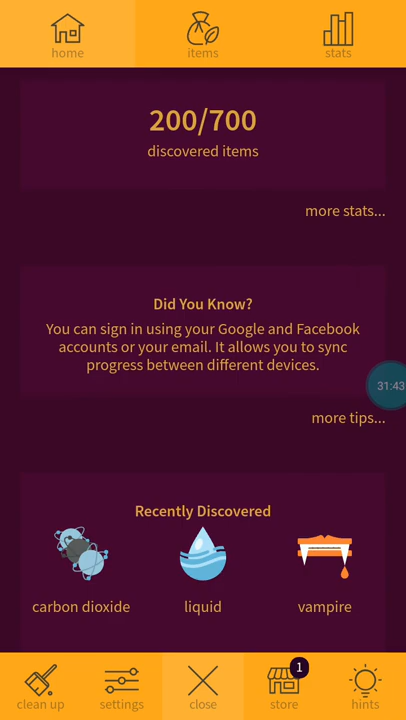 home
items
stats
200/700
discovered items
more stats...
Did You Know?
You can sign in using your Google and Facebook
accounts or your email. It allows you to sync
progress between different devices.
31:43
more tips...
Recently Discovered
carbon dioxide
liquid
vampire
1
clean up
settings
close
store
hints